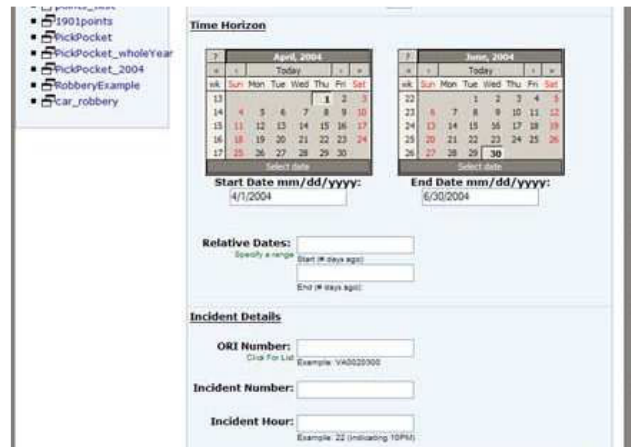 points_test
1901points
PickPocket
PickPocket_wholeYear
PickPocket_2004
RobberyExample
car_robbery
Time Horizon
? April, 2004
« ‹ Today › »
wk Sun Mon Tue Wed Thu Fri Sat
13 1 2 3
14 4 5 6 7 8 9 10
15 11 12 13 14 15 16 17
16 18 19 20 21 22 23 24
17 25 26 27 28 29 30
Select date
Start Date mm/dd/yyyy:
4/1/2004
? June, 2004
« ‹ Today › »
wk Sun Mon Tue Wed Thu Fri Sat
22 1 2 3 4 5
23 6 7 8 9 10 11 12
24 13 14 15 16 17 18 19
25 20 21 22 23 24 25 26
26 27 28 29 30
Select date
End Date mm/dd/yyyy:
6/30/2004
Relative Dates:
Specify a range
Start (# days ago)
End (# days ago)
Incident Details
ORI Number:
Click For List
Example: VA0020300
Incident Number:
Incident Hour:
Example: 22 (indicating 10PM)